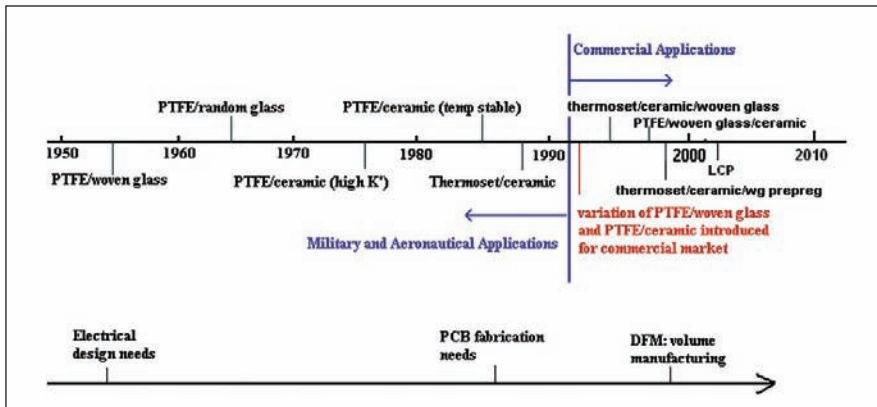 Commercial Applications
PTFE/random glass
PTFE/ceramic (temp stable)
thermoset/ceramic/woven glass
PTFE/woven glass/ceramic
1950
1960
1970
1980
1990
2000
2010
PTFE/woven glass
PTFE/ceramic (high K')
Thermoset/ceramic
LCP
thermoset/ceramic/wg prepreg
variation of PTFE/woven glass
and PTFE/ceramic introduced
for commercial market
Military and Aeronautical Applications
Electrical
design needs
PCB fabrication
needs
DFM: volume
manufacturing